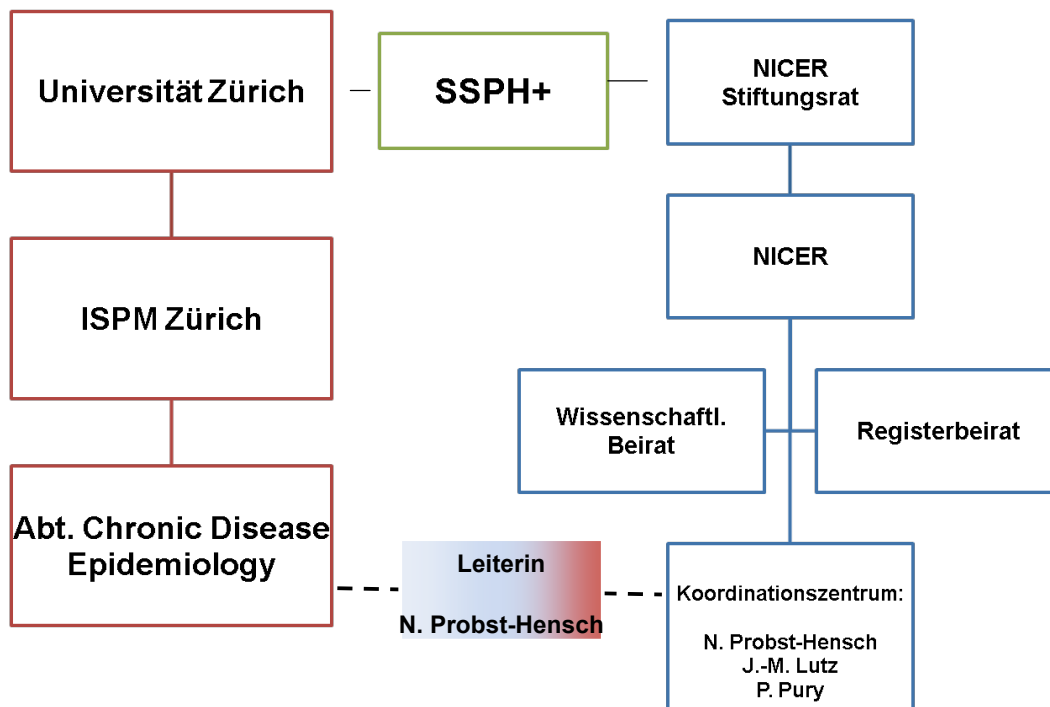 Universität Zürich
SSPH+
NICER
Stiftungsrat
ISPM Zürich
NICER
Wissenschaftl.
Beirat
Registerbeirat
Abt. Chronic Disease
Epidemiology
Leiterin
N. Probst-Hensch
Koordinationszentrum:
N. Probst-Hensch
J.-M. Lutz
P. Pury